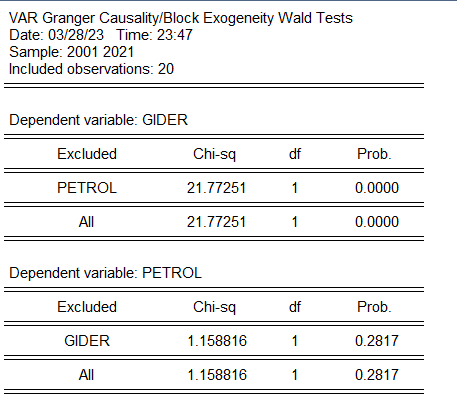 VAR Granger Causality/Block Exogeneity Wald Tests
Date: 03/28/23 Time: 23:47
Sample: 2001 2021
Included observations: 20
Dependent variable: GIDER
Excluded Chi-sq df Prob.
PETROL 21.77251 1 0.0000
All 21.77251 1 0.0000
Dependent variable: PETROL
Excluded Chi-sq df Prob.
GIDER 1.158816 1 0.2817
All 1.158816 1 0.2817